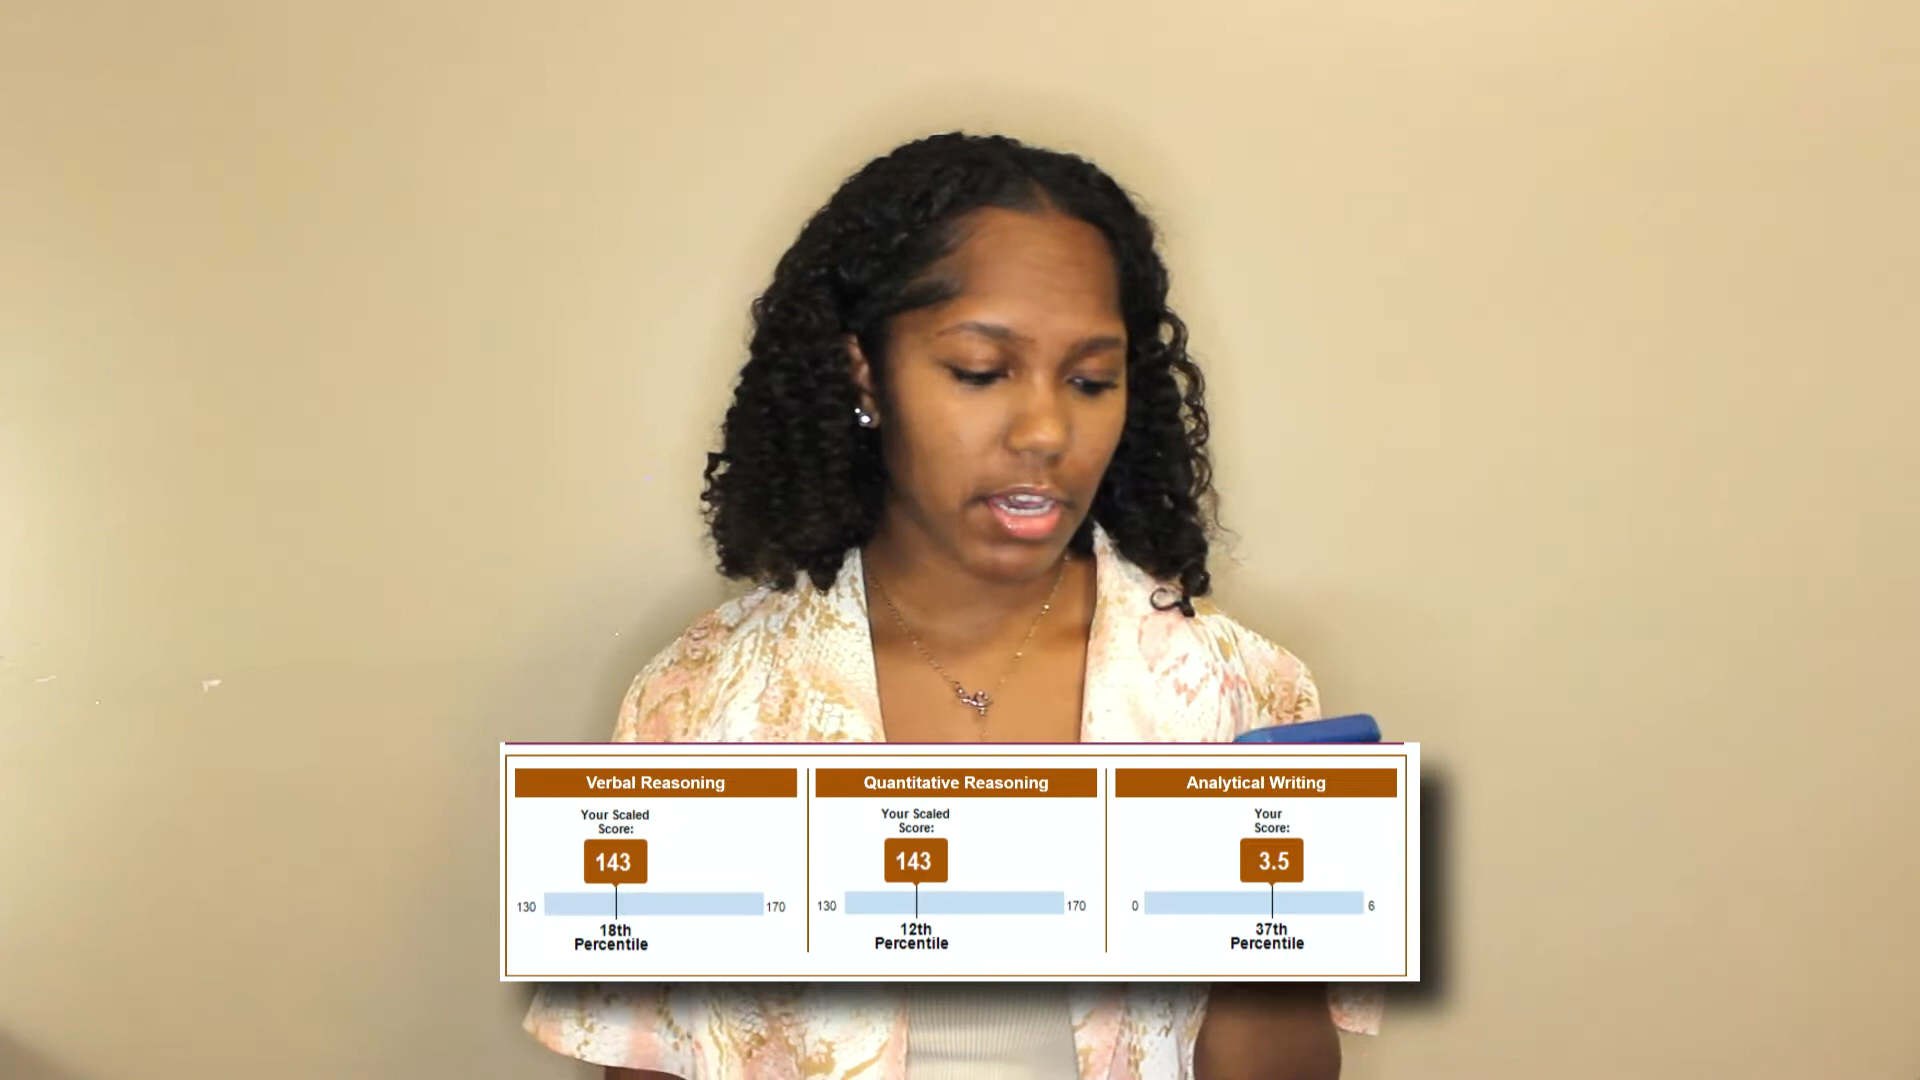 Verbal Reasoning
Your Scaled
Score:
143
130
170
18th
Percentile
Quantitative Reasoning
Your Scaled
Score:
143
130
170
12th
Percentile
Analytical Writing
Your
Score:
3.5
0
6
37th
Percentile